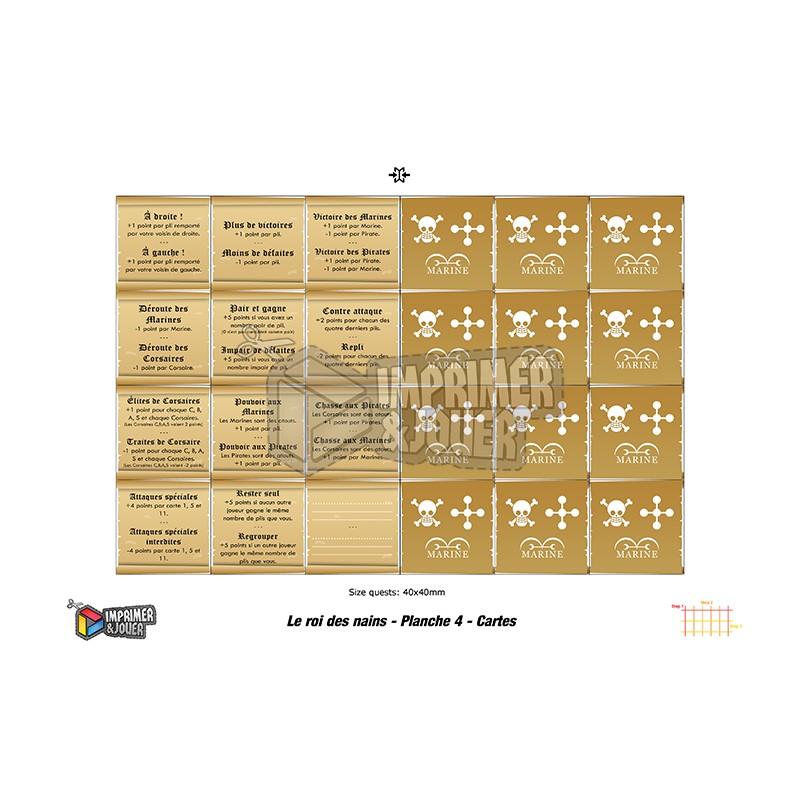 À droite !
+1 point par pli remporté
par votre voisin de droite.
...
À gauche !
+1 point par pli remporté
par votre voisin de gauche.
Plus de victoires
+1 point par pli.
...
Moins de défaites
-1 point par pli.
Victoire des Marines
+1 point par Marine.
-1 point par Pirate.
...
Victoire des Pirates
+1 point par Pirate.
-1 point par Marine.
MARINE
MARINE
MARINE
Déroute des
Marines
-1 point par Marine.
...
Déroute des
Corsaires
-1 point par Corsaire.
Pair et gagne
+5 points si vous avez un
nombre pair de pli.
...
Impair de défaites
+5 points si vous avez un
nombre impair de pli.
Contre attaque
+2 points pour chacun des
quatre derniers plis.
...
Repli
-2 points pour chacun des
quatre derniers plis.
MARINE
MARINE
MARINE
Élites de Corsaires
+1 point pour chaque C, B,
A, S et chaque Corsaires.
(Les Corsaires C,B,A,S valent 2 points)
...
Traites de Corsaire
-1 point pour chaque C, B, A,
S et chaque Corsaires.
(Les Corsaires C,B,A,S valent -2 points)
Pouvoir aux
Marines
Les Marines sont des atouts.
+1 point par pli.
...
Pouvoir aux Pirates
Les Pirates sont des atouts.
+1 point par pli.
Chasse aux Pirates
Les Corsaires sont des atouts.
+1 point par Pirate.
...
Chasse aux Marines
Les Corsaires sont des atouts.
+1 point par Marine.
MARINE
MARINE
MARINE
Attaques spéciales
+4 points par carte 1, 5 et
11.
...
Attaques spéciales
interdites
-4 points par carte 1, 5 et
11.
Rester seul
+5 points si aucun autre
joueur gagne le même
nombre de plis que vous.
...
Regrouper
+5 points si un autre joueur
gagne le même nombre de
plis que vous.
...
MARINE
MARINE
MARINE
IMPRIMER
&JOUER
Size quests: 40x40mm
Le roi des nains - Planche 4 - Cartes
IMPRIMER
&JOUER
Step 1
Step 2
Step 3